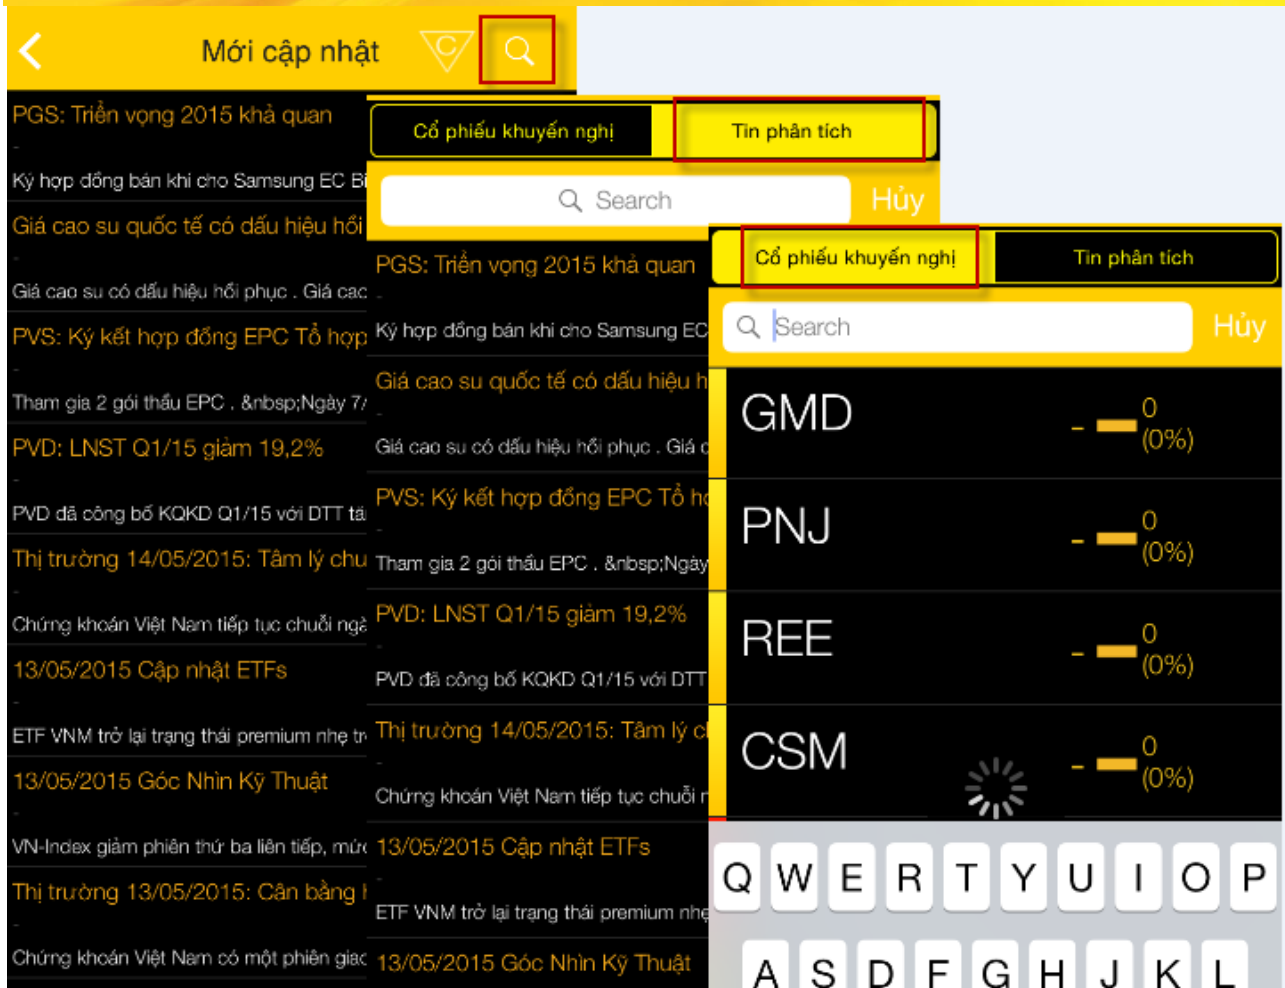 Mới cập nhật
C
PGS: Triển vọng 2015 khả quan
-
Ký hợp đồng bán khí cho Samsung EC
Giá cao su quốc tế có dấu hiệu hồi
-
Giá cao su có dấu hiệu hồi phục . Giá
PVS: Ký kết hợp đồng EPC Tổ hợp
-
Tham gia 2 gói thầu EPC . &nbsp;Ngày 7/
PVD: LNST Q1/15 giảm 19,2%
-
PVD đã công bố KQKD Q1/15 với DTT
Thị trường 14/05/2015: Tâm lý
-
Chứng khoán Việt Nam tiếp tục chuỗi
13/05/2015 Cập nhật ETFs
-
ETF VNM trở lại trạng thái premium nhẹ
13/05/2015 Góc Nhìn Kỹ Thuật
-
VN-Index giảm phiên thứ ba liên tiếp,
Thị trường 13/05/2015: Cân bằng
-
Chứng khoán Việt Nam có một phiên
Cổ phiếu khuyến nghị Tin phân tích
Search Hủy
PGS: Triển vọng 2015 khả quan
-
Ký hợp đồng bán khí cho Samsung EC
Giá cao su quốc tế có dấu hiệu
-
Giá cao su có dấu hiệu hồi phục . Giá
PVS: Ký kết hợp đồng EPC Tổ
-
Tham gia 2 gói thầu EPC . &nbsp;Ngày
PVD: LNST Q1/15 giảm 19,2%
-
PVD đã công bố KQKD Q1/15 với DTT
Thị trường 14/05/2015: Tâm lý
-
Chứng khoán Việt Nam tiếp tục chuỗi
13/05/2015 Cập nhật ETFs
-
ETF VNM trở lại trạng thái premium nhẹ
13/05/2015 Góc Nhìn Kỹ Thuật
Cổ phiếu khuyến nghị Tin phân tích
Search Hủy
GMD - 0
(0%)
PNJ - 0
(0%)
REE - 0
(0%)
CSM - 0
(0%)
Q W E R T Y U I O P
A S D F G H J K L